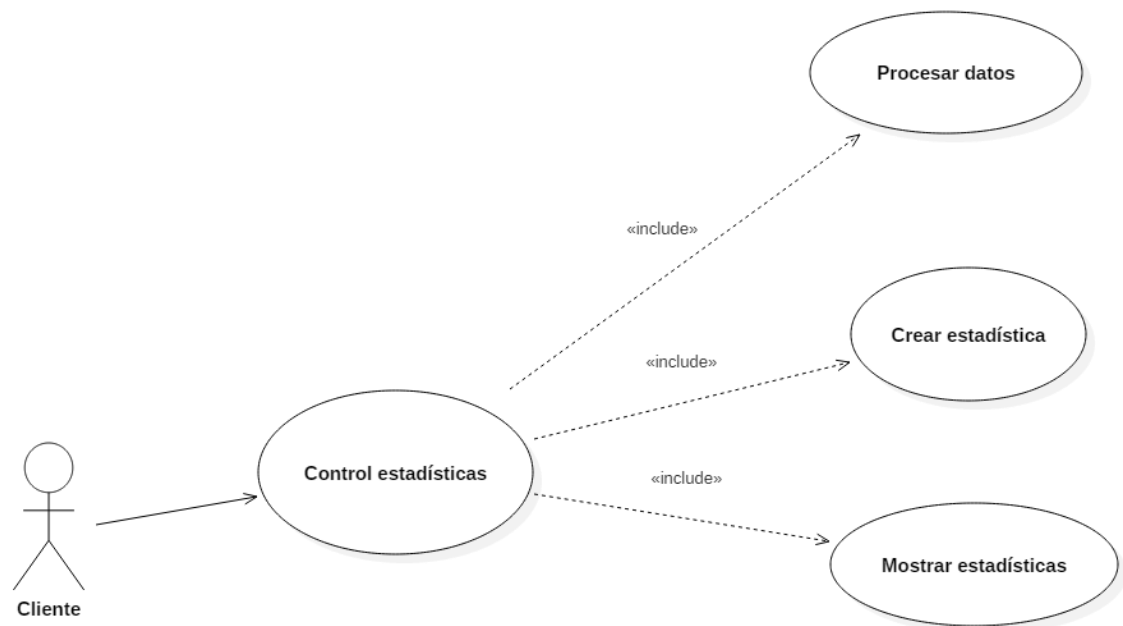 Procesar datos
«include»
Crear estadística
«include»
Control estadísticas
«include»
Mostrar estadísticas
Cliente